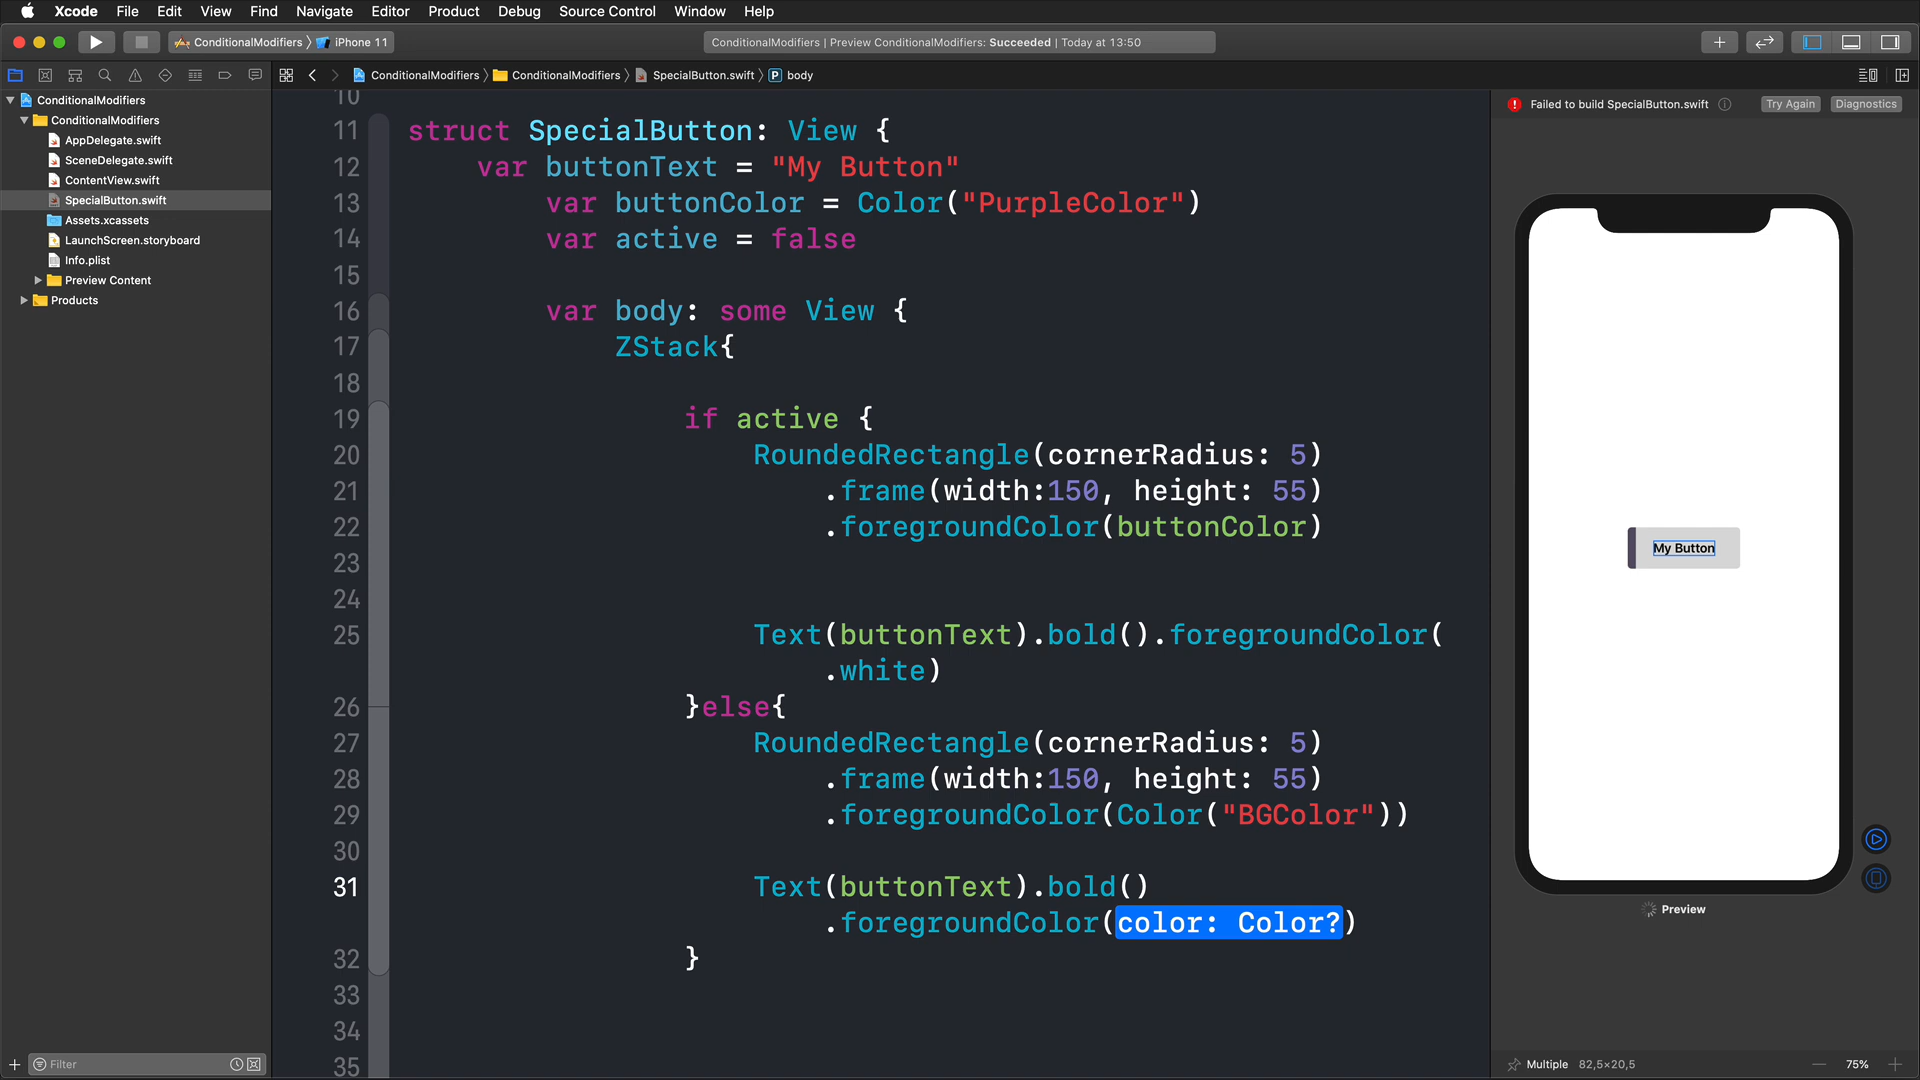 Xcode File Edit View Find Navigate Editor Product Debug Source Control Window Help
ConditionalModifiers iPhone 11
ConditionalModifiers | Preview ConditionalModifiers: Succeeded | Today at 13:50
ConditionalModifiers ConditionalModifiers SpecialButton.swift P body
ConditionalModifiers
ConditionalModifiers
AppDelegate.swift
SceneDelegate.swift
ContentView.swift
SpecialButton.swift
Assets.xcassets
LaunchScreen.storyboard
Info.plist
Preview Content
Products
Filter
10
11 struct SpecialButton: View {
12 var buttonText = "My Button"
13 var buttonColor = Color("PurpleColor")
14 var active = false
15
16 var body: some View {
17 ZStack{
18
19 if active {
20 RoundedRectangle(cornerRadius: 5)
21 .frame(width:150, height: 55)
22 .foregroundColor(buttonColor)
23
24
25 Text(buttonText).bold().foregroundColor(
.white)
26 }else{
27 RoundedRectangle(cornerRadius: 5)
28 .frame(width:150, height: 55)
29 .foregroundColor(Color("BGColor"))
30
31 Text(buttonText).bold()
.foregroundColor(color: Color?)
32 }
33
34
35
Failed to build SpecialButton.swift Try Again Diagnostics
My Button
Preview
Multiple 82,5×20,5 75%